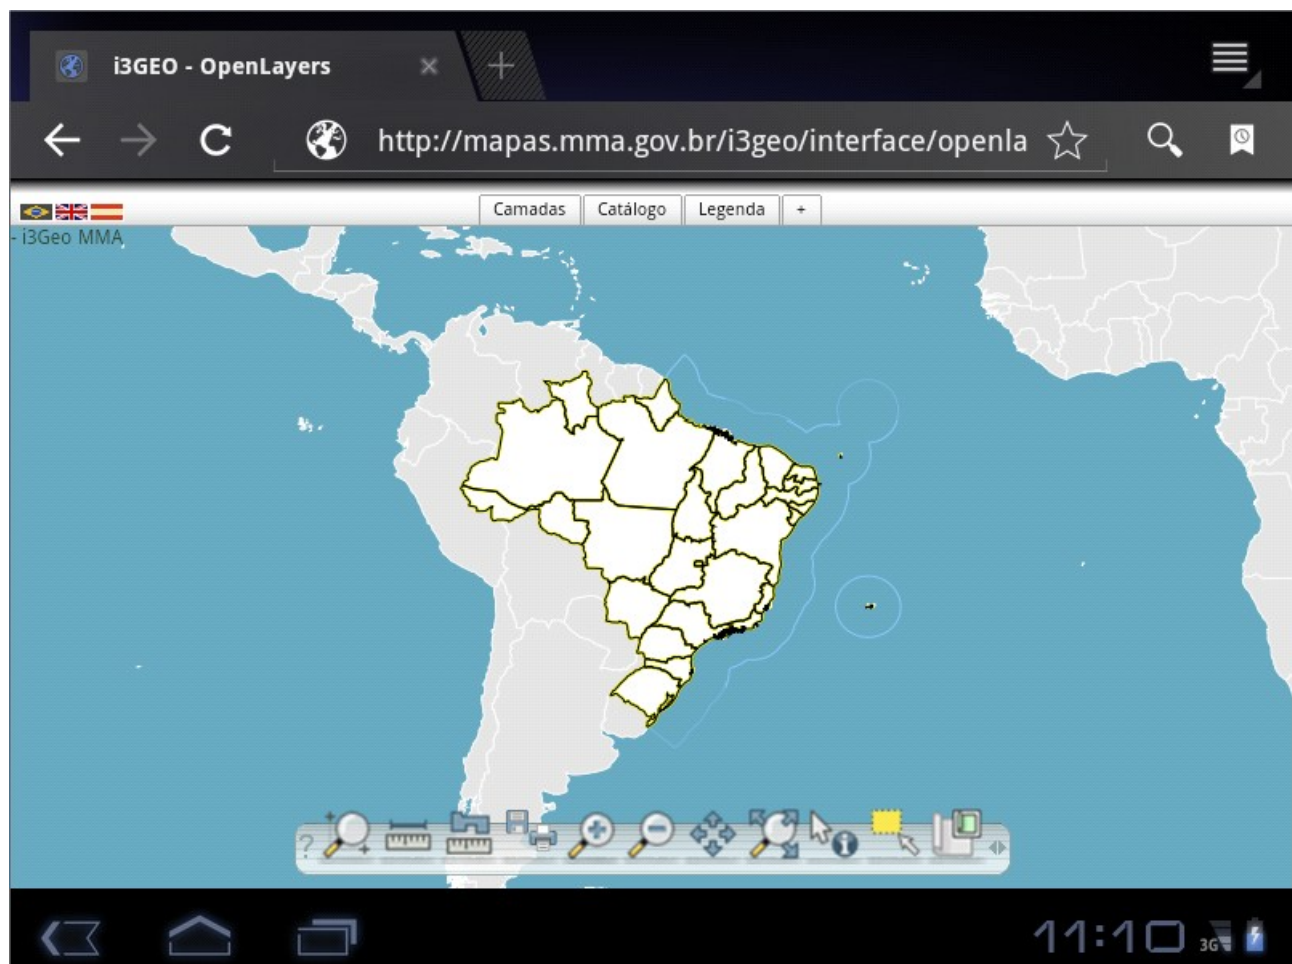 i3GEO - OpenLayers
http://mapas.mma.gov.br/i3geo/interface/openla
Camadas Catálogo Legenda +
- i3Geo MMA
?
11:10 3G